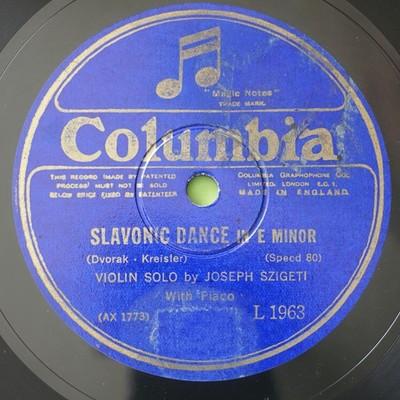 "Magic Notes"
TRADE MARK.
Columbia
THIS RECORD (MADE BY PATENTED
PROCESS) MUST NOT BE SOLD
BELOW PRICE FIXED BY PATENTEER
COLUMBIA GRAPHOPHONE CO.
LIMITED. LONDON E.C.1.
MADE IN ENGLAND.
SLAVONIC DANCE IN E MINOR
(Dvorak - Kreisler) (Speed 80)
VIOLIN SOLO by JOSEPH SZIGETI
With Piano
(AX 1773) L 1963